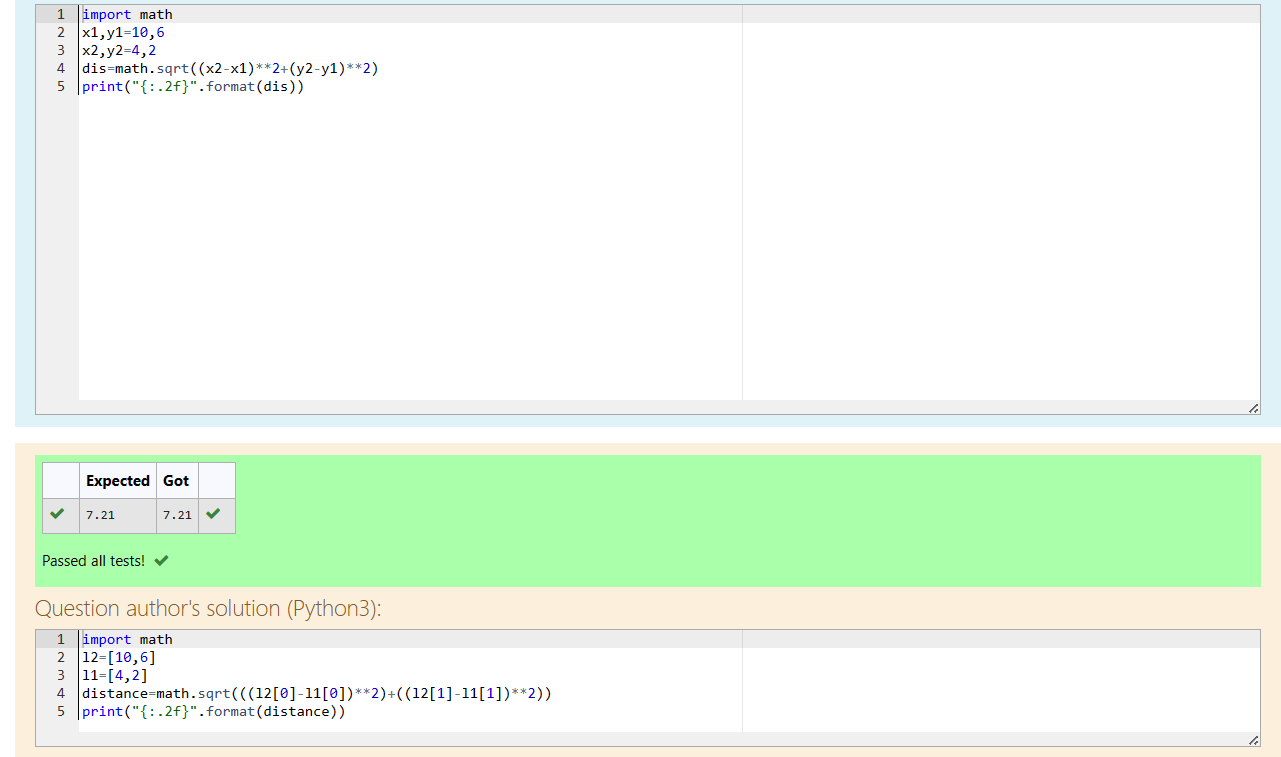 1 import math
2 x1,y1=10,6
3 x2,y2=4,2
4 dis=math.sqrt((x2-x1)**2+(y2-y1)**2)
5 print("{:.2f}".format(dis))
Expected Got
7.21 7.21
Passed all tests!
Question author's solution (Python3):
1 import math
2 l2=[10,6]
3 l1=[4,2]
4 distance=math.sqrt(((l2[0]-l1[0])**2)+((l2[1]-l1[1])**2))
5 print("{:.2f}".format(distance))